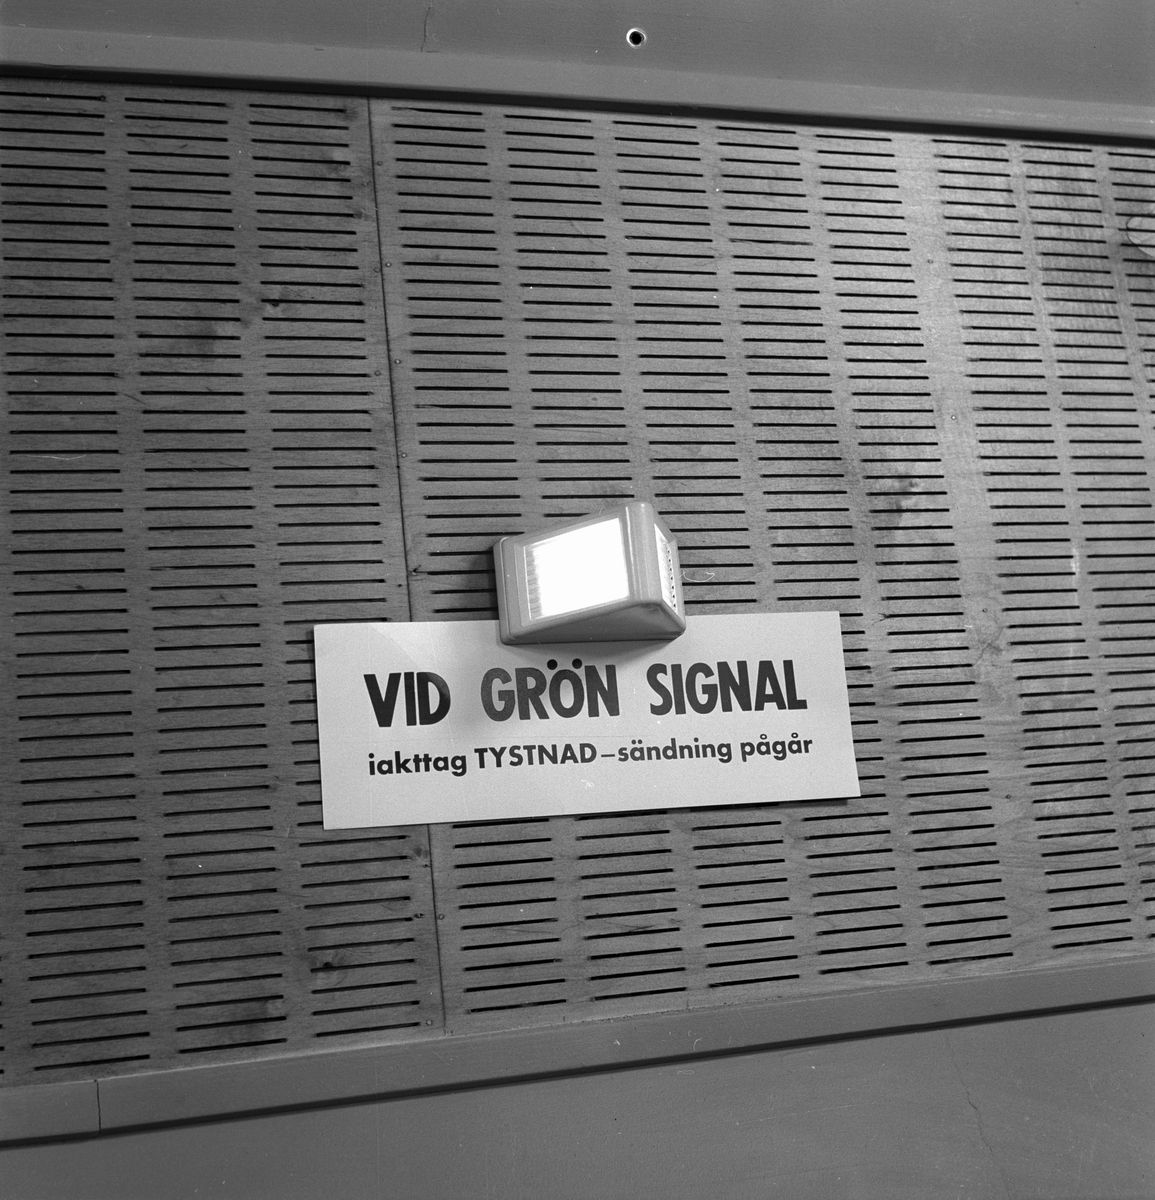 VID GRÖN SIGNAL
iakttag TYSTNAD – sändning pågår